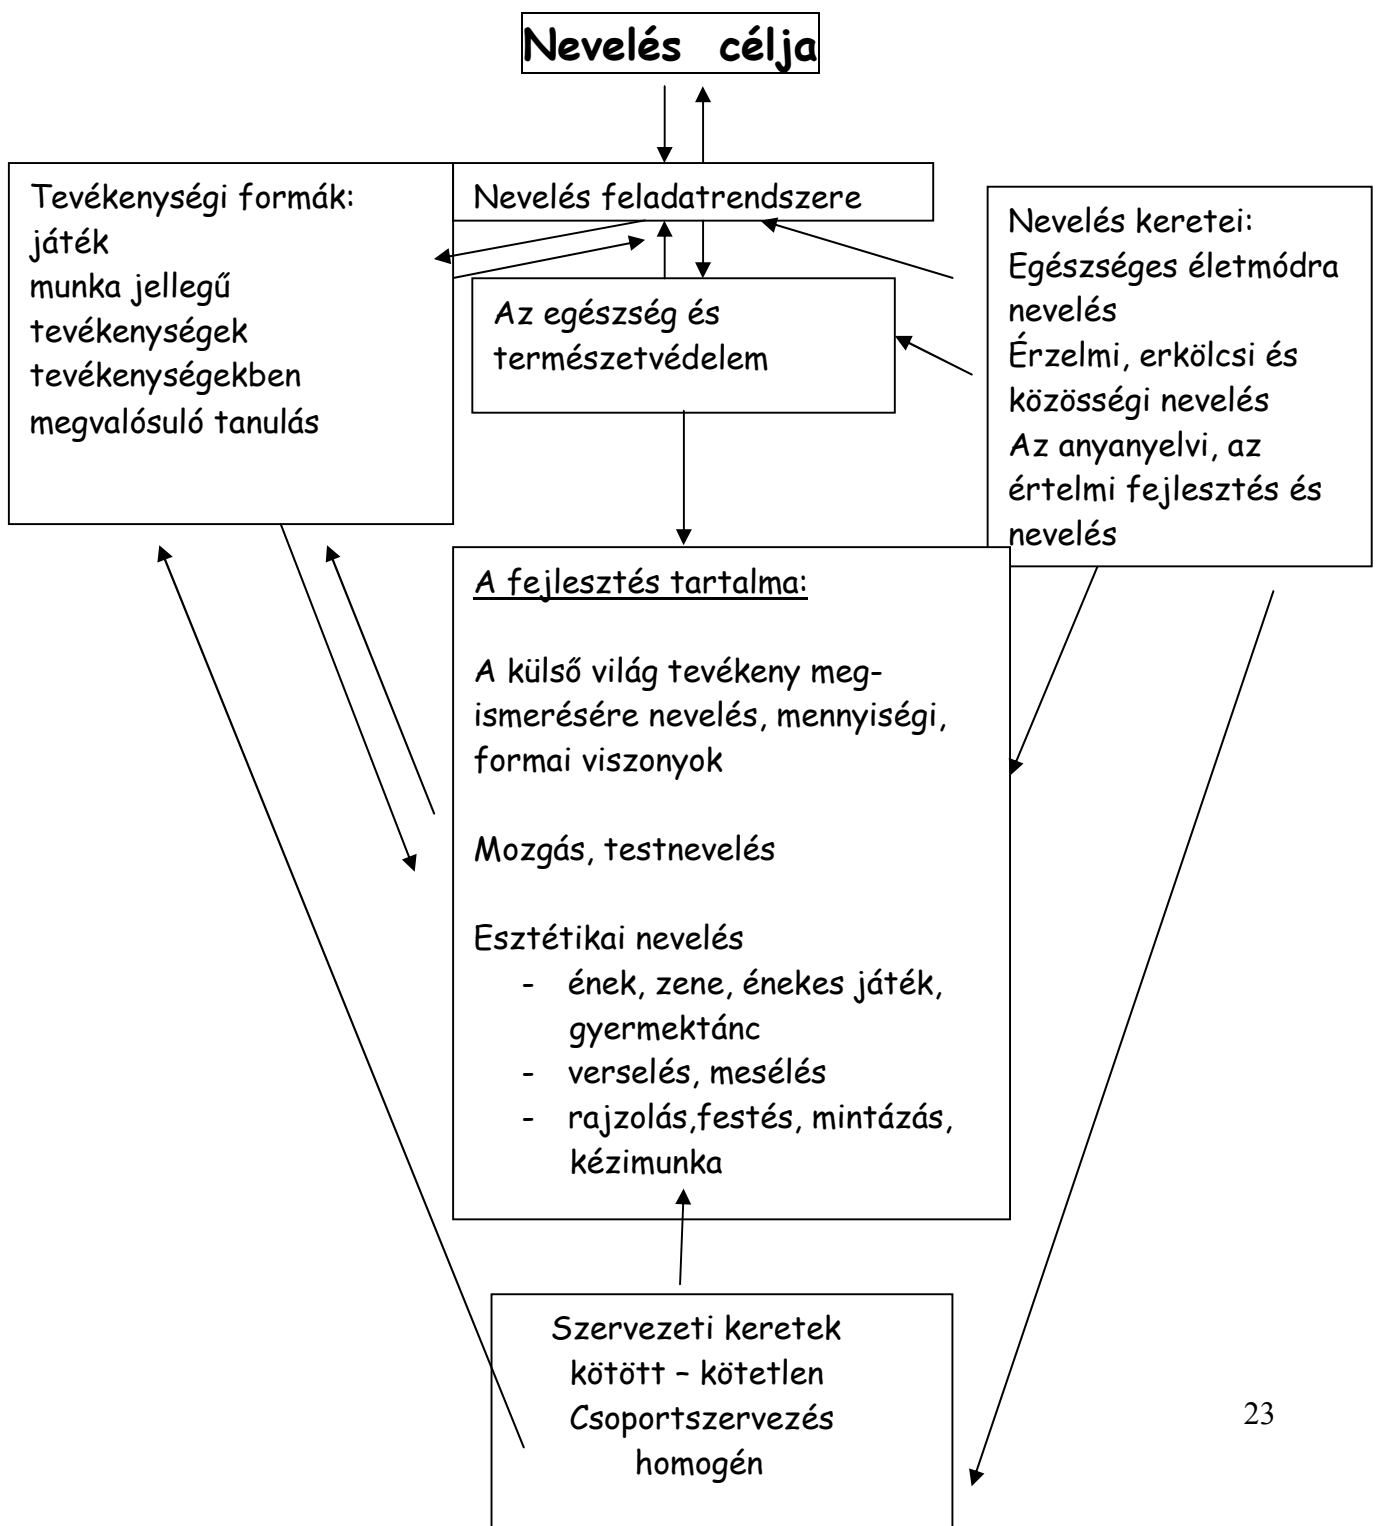 Nevelés célja
Tevékenységi formák:
játék
munka jellegű
tevékenységek
tevékenységekben
megvalósuló tanulás
Nevelés feladatrendszere
Az egészség és
természetvédelem
Nevelés keretei:
Egészséges életmódra
nevelés
Érzelmi, erkölcsi és
közösségi nevelés
Az anyanyelvi, az
értelmi fejlesztés és
nevelés
A fejlesztés tartalma:
A külső világ tevékeny meg-
ismerésére nevelés, mennyiségi,
formai viszonyok
Mozgás, testnevelés
Esztétikai nevelés
- ének, zene, énekes játék,
gyermektánc
- verselés, mesélés
- rajzolás,festés, mintázás,
kézimunka
Szervezeti keretek
kötött – kötetlen
Csoportszervezés
homogén
23